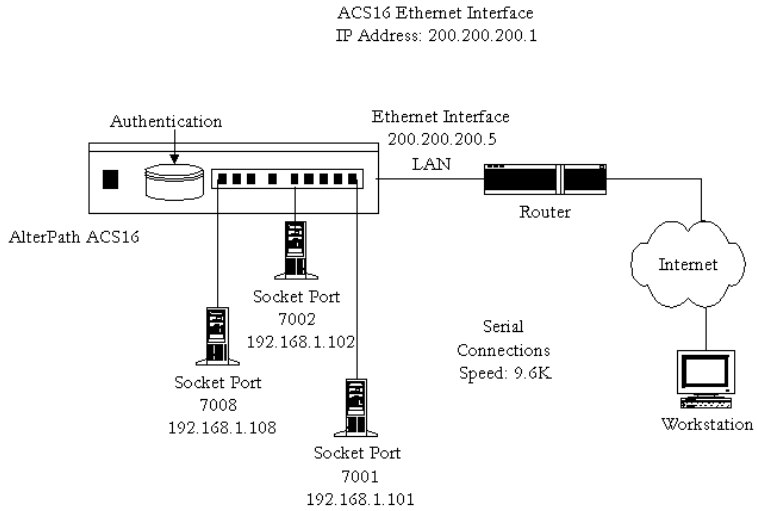 ACS16 Ethernet Interface
IP Address: 200.200.200.1
Authentication
Ethernet Interface
200.200.200.5
LAN
Router
AlterPath ACS16
Internet
Socket Port
7002
192.168.1.102
Serial
Connections
Speed: 9.6K
Socket Port
7008
192.168.1.108
Workstation
Socket Port
7001
192.168.1.101